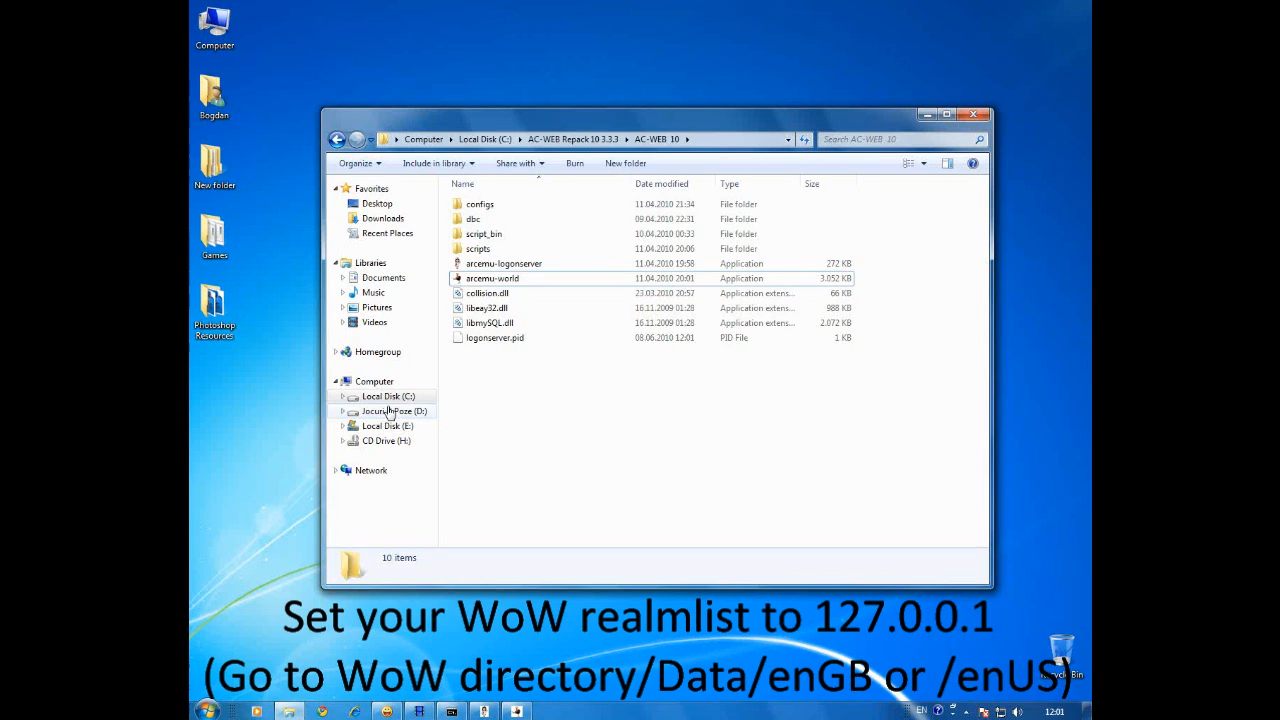 Computer
Bogdan
New folder
Games
Photoshop
Resources
Computer Local Disk (C:) AC-WEB Repack 10 3.3.3 AC-WEB 10 Search AC-WEB 10
Organize Include in library Share with Burn New folder
Favorites
Desktop
Downloads
Recent Places
Libraries
Documents
Music
Pictures
Videos
Homegroup
Computer
Local Disk (C:)
Jocuri Poze (D:)
Local Disk (E:)
CD Drive (H:)
Network
Name Date modified Type Size
configs 11.04.2010 21:34 File folder
dbc 09.04.2010 22:31 File folder
script_bin 10.04.2010 00:33 File folder
scripts 11.04.2010 20:06 File folder
arcemu-logonserver 11.04.2010 19:58 Application 272 KB
arcemu-world 11.04.2010 20:01 Application 3.052 KB
collision.dll 23.03.2010 20:57 Application extens... 66 KB
libeay32.dll 16.11.2009 01:28 Application extens... 988 KB
libmySQL.dll 16.11.2009 01:28 Application extens... 2.072 KB
logonserver.pid 08.06.2010 12:01 PID File 1 KB
10 items
Set your WoW realmlist to 127.0.0.1
(Go to WoW directory/Data/enGB or /enUS)
Bin
EN 12:01